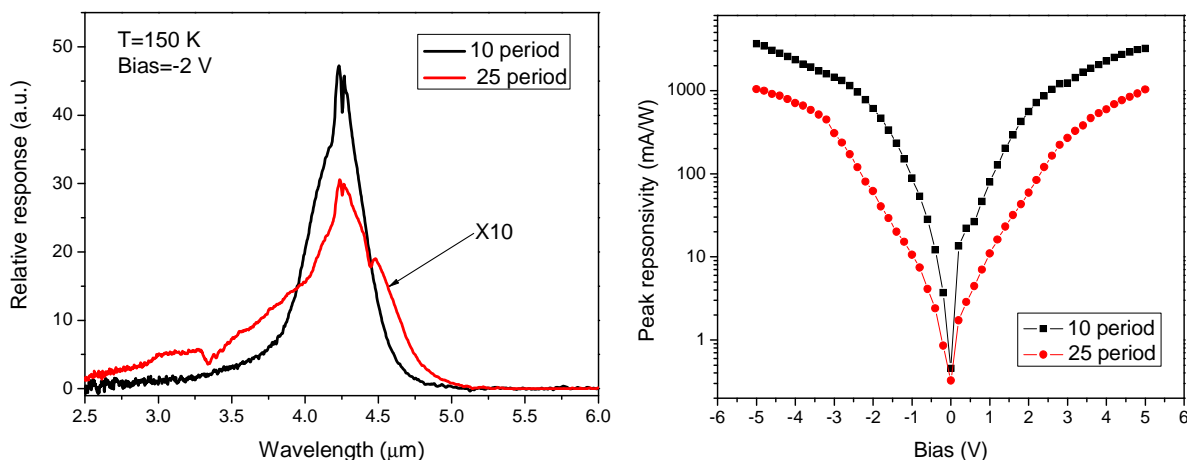 T=150 K
Bias=-2 V
10 period
25 period
X10
Relative response (a.u.)
50
40
30
20
10
0
2.5 3.0 3.5 4.0 4.5 5.0 5.5 6.0
Wavelength (μm)
10 period
25 period
Peak repsonsivity (mA/W)
1000
100
10
1
-6 -5 -4 -3 -2 -1 0 1 2 3 4 5 6
Bias (V)